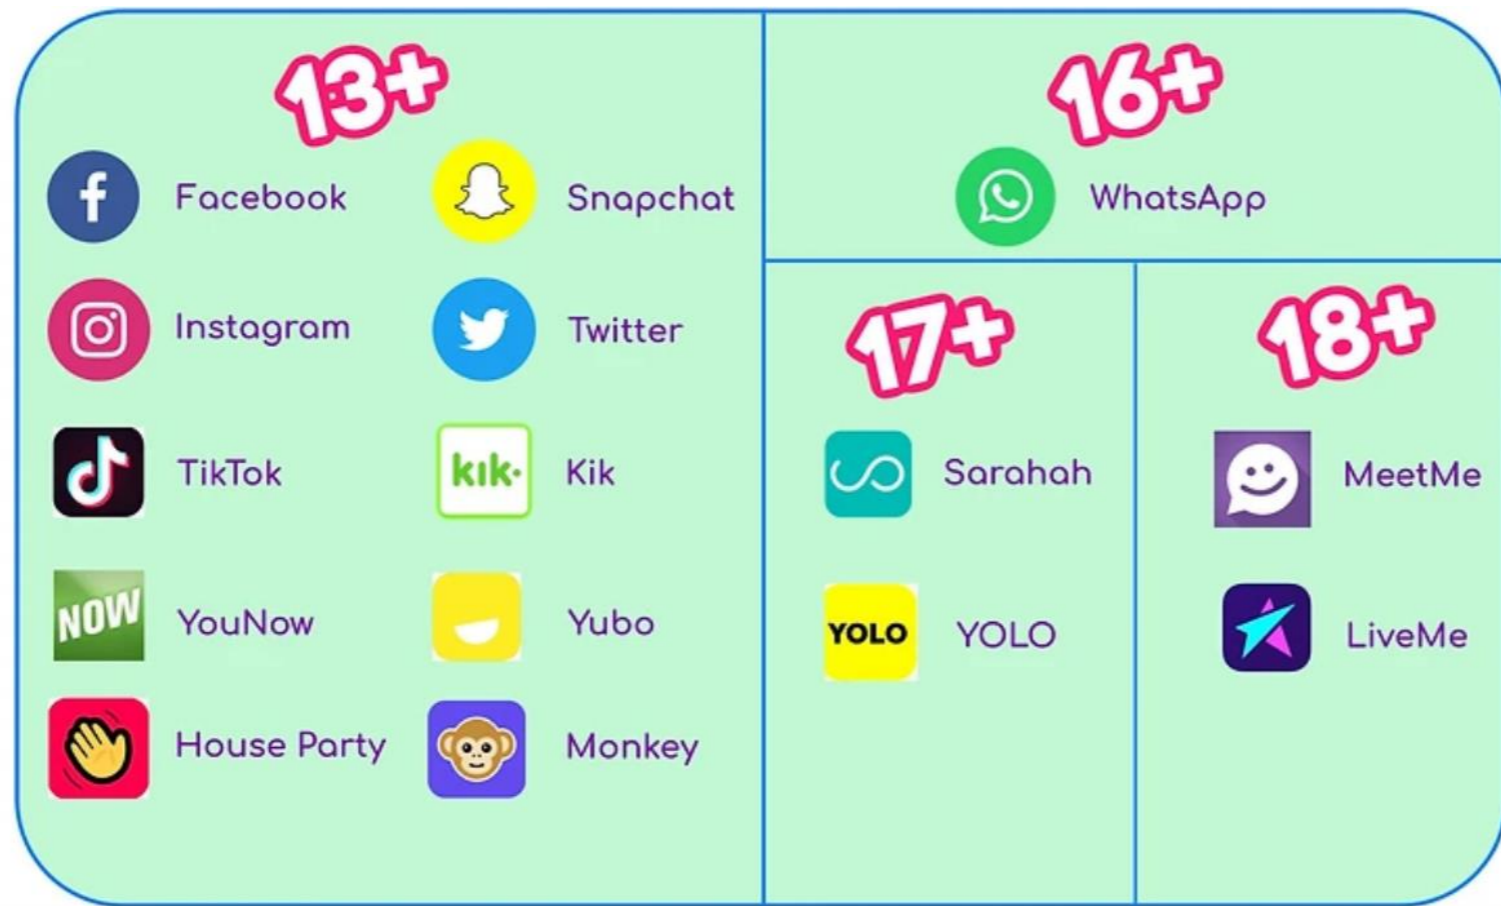 13+
Facebook
Snapchat
Instagram
Twitter
TikTok
kik.
Kik
NOW
YouNow
Yubo
House Party
Monkey
16+
WhatsApp
17+
Sarahah
YOLO
YOLO
18+
MeetMe
LiveMe